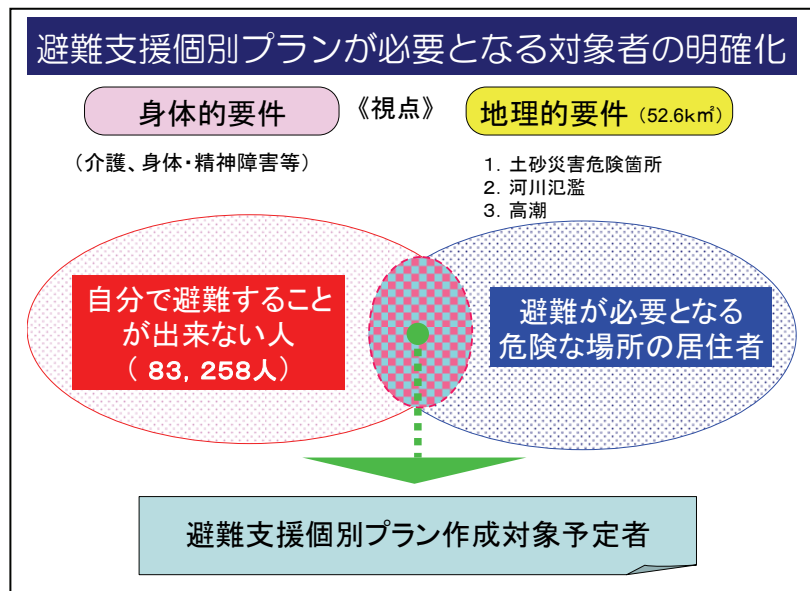 避難支援個別プランが必要となる対象者の明確化
身体的要件
《視点》
地理的要件 (52.6k㎡)
(介護、身体・精神障害等)
1. 土砂災害危険箇所
2. 河川氾濫
3. 高潮
自分で避難すること
が出来ない人
( 83, 258人)
避難が必要となる
危険な場所の居住者
避難支援個別プラン作成対象予定者